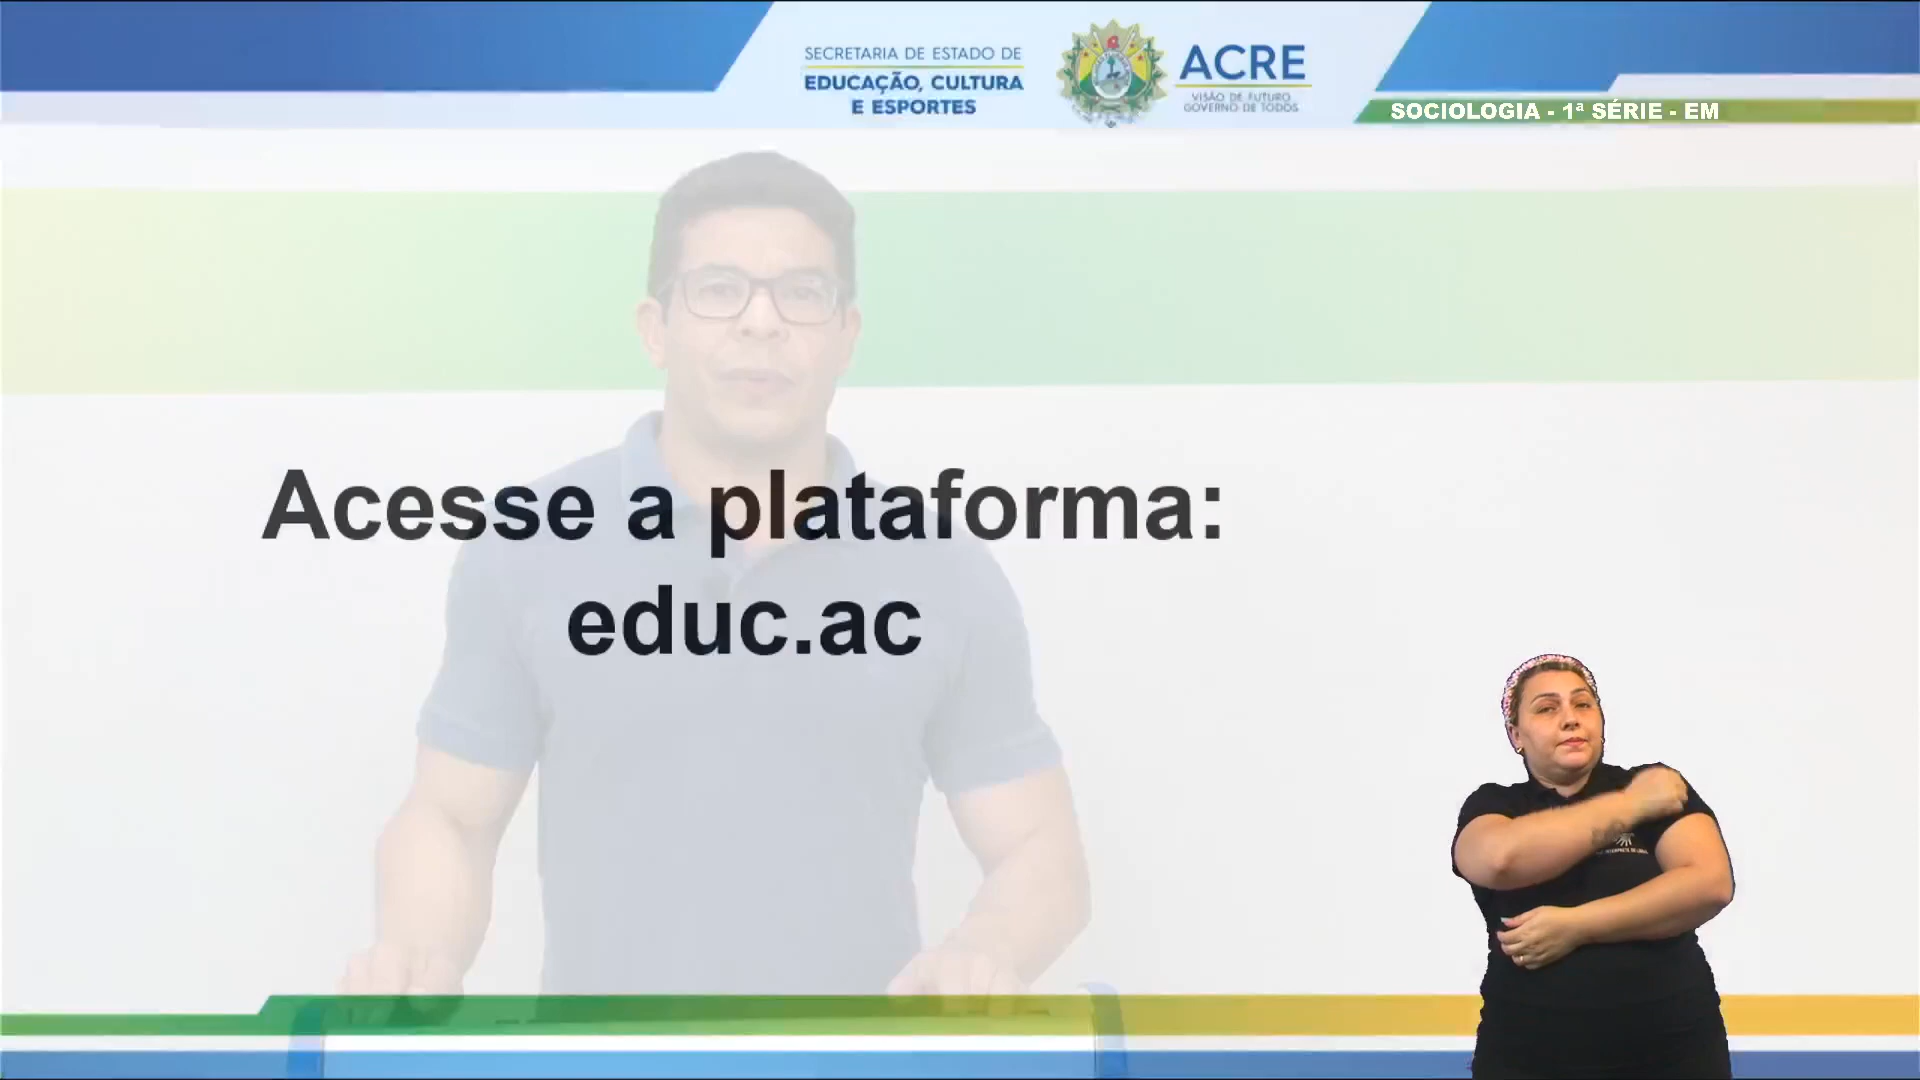 SECRETARIA DE ESTADO DE
EDUCAÇÃO, CULTURA
E ESPORTES
ACRE
VISÃO DE FUTURO
GOVERNO DE TODOS
SOCIOLOGIA - 1ª SÉRIE - EM
Acesse a plataforma:
educ.ac